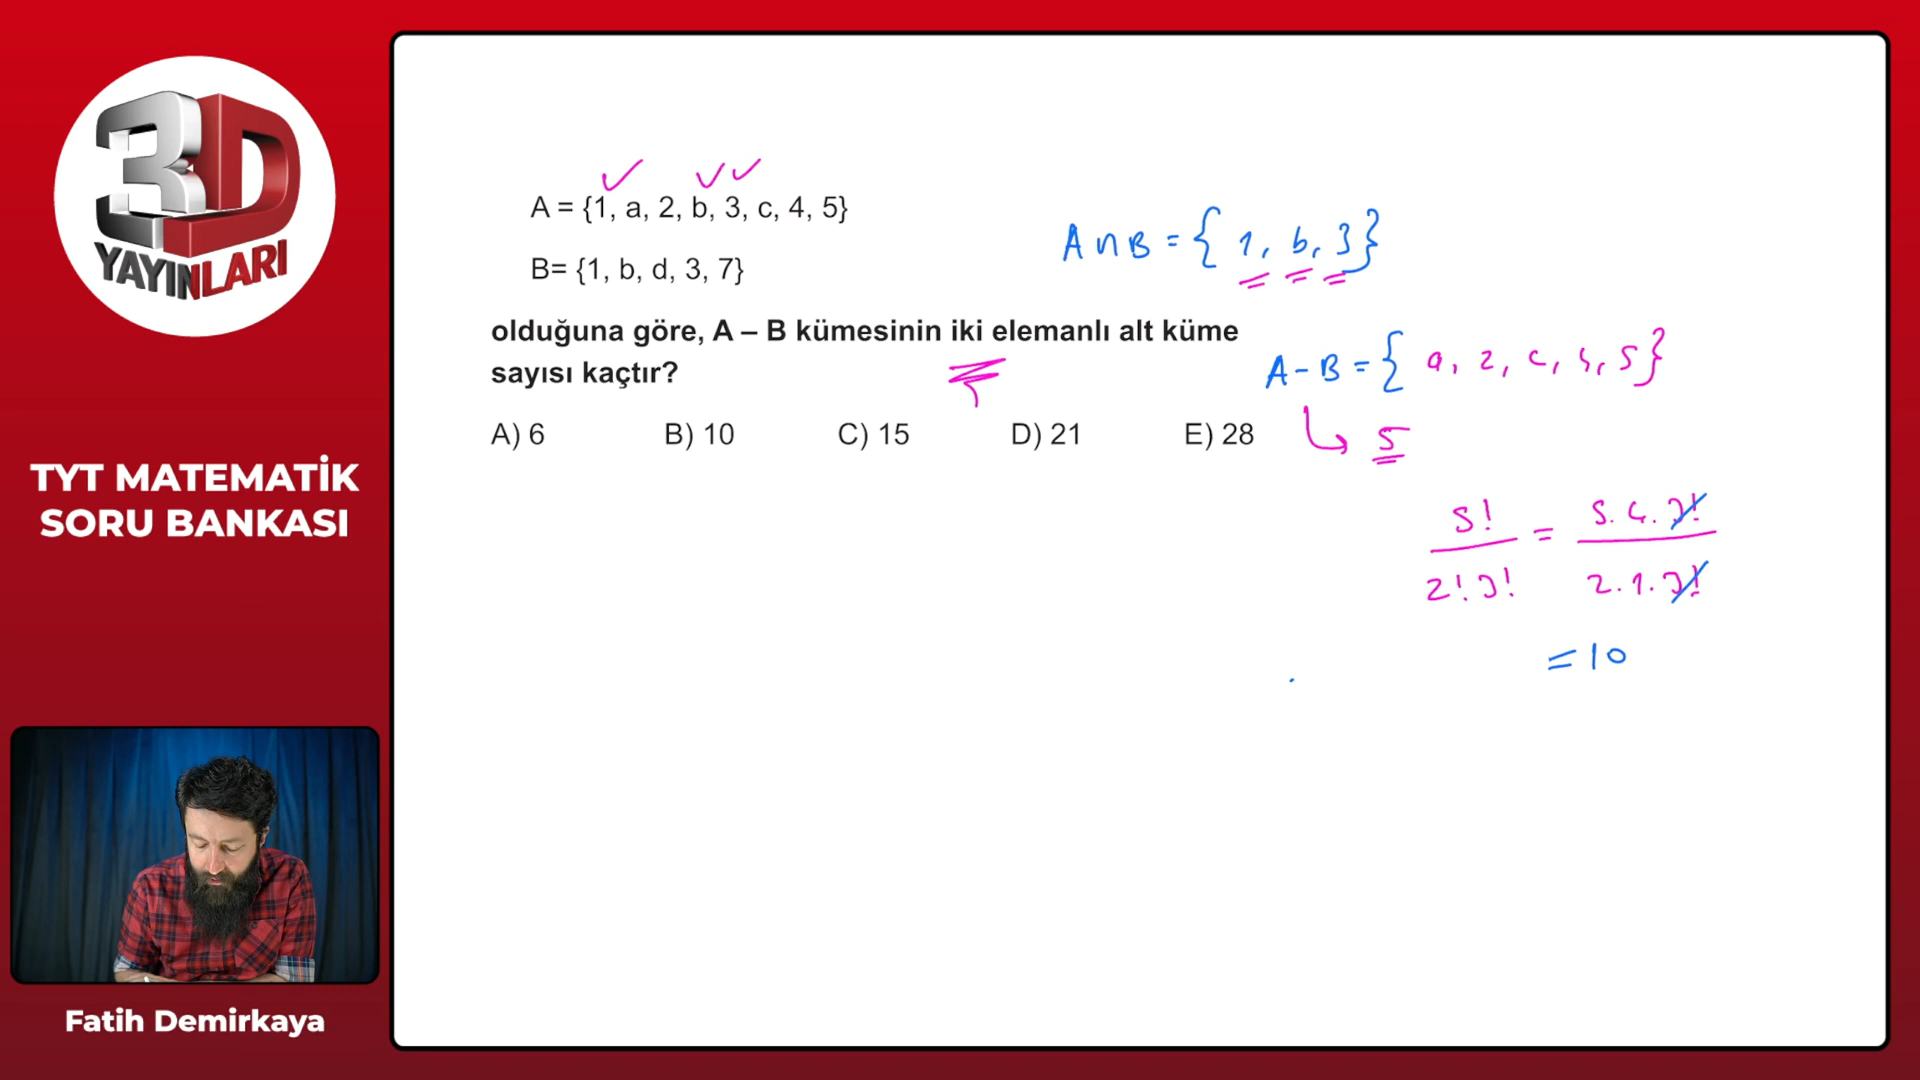 3D
YAYINLARI
TYT MATEMATİK
SORU BANKASI
Fatih Demirkaya
A = {1, a, 2, b, 3, c, 4, 5}
B= {1, b, d, 3, 7}
olduğuna göre, A – B kümesinin iki elemanlı alt küme
sayısı kaçtır?
A) 6 B) 10 C) 15 D) 21 E) 28
A ∩ B = { 1, b, 3 }
A - B = { a, 2, c, 4, 5 }
5
5! / 2! 3! = 5.4.3! / 2.1.3!
= 10